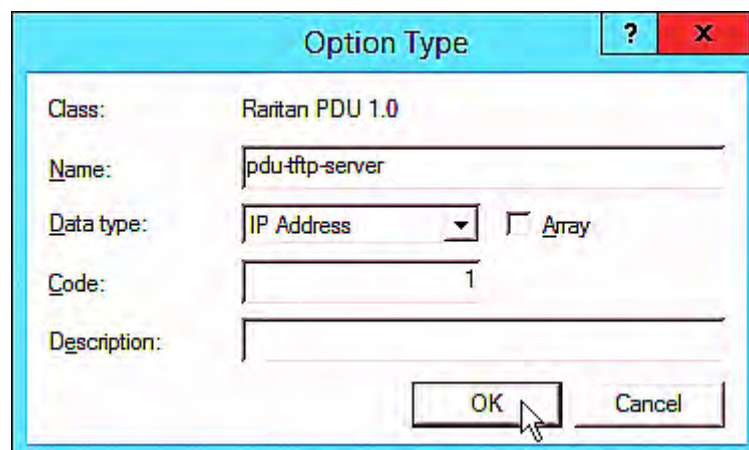 Option Type
?
x
Class: Raritan PDU 1.0
Name: pdu-tftp-server
Data type: IP Address Array
Code: 1
Description:
OK Cancel